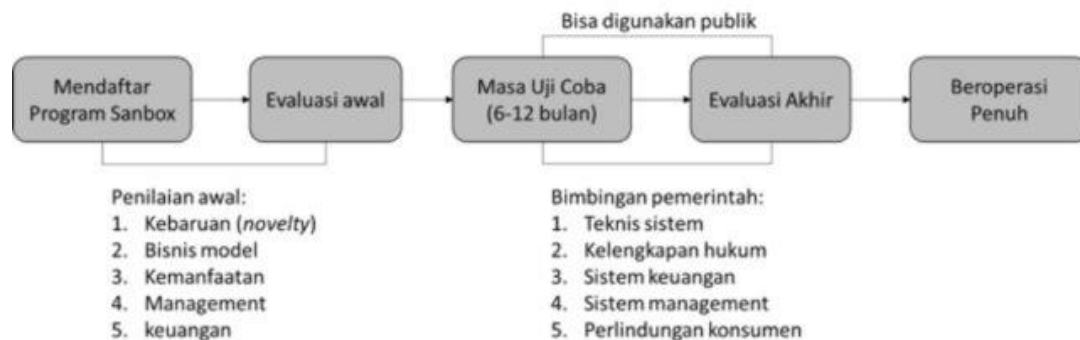 Bisa digunakan publik
Mendaftar
Program Sanbox
Evaluasi awal
Masa Uji Coba
(6-12 bulan)
Evaluasi Akhir
Beroperasi
Penuh
Penilaian awal:
1. Kebaruan (novelty)
2. Bisnis model
3. Kemanfaatan
4. Management
5. keuangan
Bimbingan pemerintah:
1. Teknis sistem
2. Kelengkapan hukum
3. Sistem keuangan
4. Sistem management
5. Perlindungan konsumen